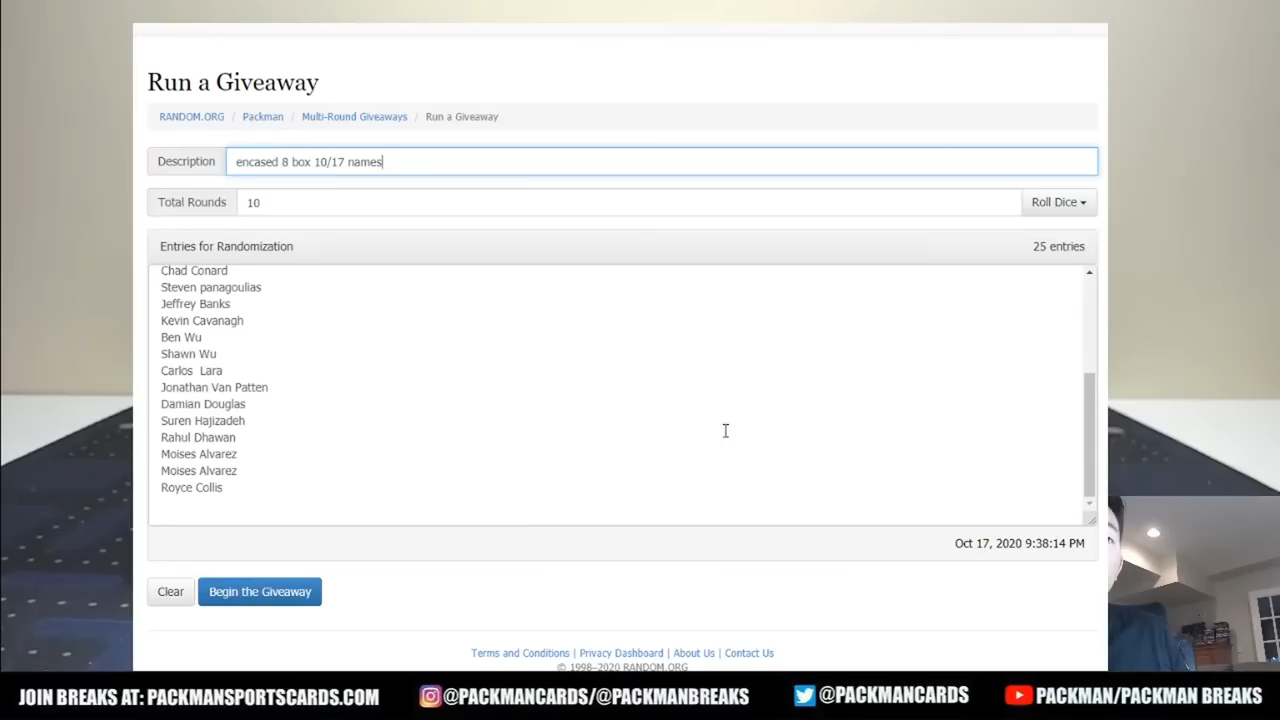 Run a Giveaway
RANDOM.ORG / Packman / Multi-Round Giveaways / Run a Giveaway
Description encased 8 box 10/17 names
Total Rounds 10 Roll Dice
Entries for Randomization 25 entries
Chad Conard
Steven panagoulias
Jeffrey Banks
Kevin Cavanagh
Ben Wu
Shawn Wu
Carlos  Lara
Jonathan Van Patten
Damian Douglas
Suren Hajizadeh
Rahul Dhawan
Moises Alvarez
Moises Alvarez
Royce Collis
Oct 17, 2020 9:38:14 PM
Clear Begin the Giveaway
Terms and Conditions | Privacy Dashboard | About Us | Contact Us
© 1998–2020 RANDOM.ORG
JOIN BREAKS AT: PACKMANSPORTSCARDS.COM @PACKMANCARDS/@PACKMANBREAKS @PACKMANCARDS PACKMAN/PACKMAN BREAKS